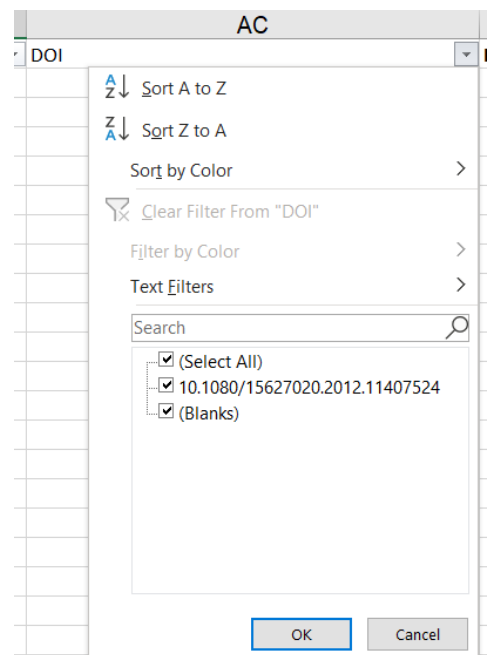 AC
DOI
Sort A to Z
Sort Z to A
Sort by Color
Clear Filter From "DOI"
Filter by Color
Text Filters
Search
(Select All)
10.1080/15627020.2012.11407524
(Blanks)
OK Cancel